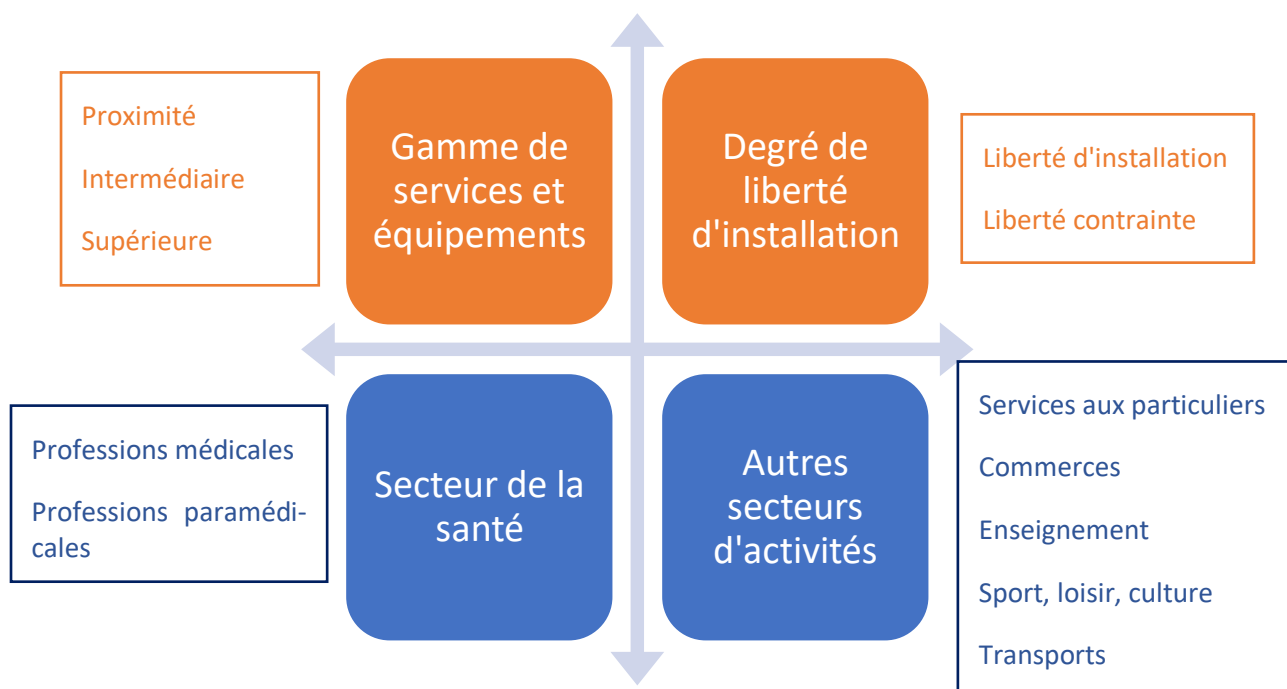 Proximité
Intermédiaire
Supérieure
Gamme de
services et
équipements
Degré de
liberté
d'installation
Liberté d'installation
Liberté contrainte
Professions médicales
Professions paramédi-
cales
Secteur de la
santé
Autres
secteurs
d'activités
Services aux particuliers
Commerces
Enseignement
Sport, loisir, culture
Transports